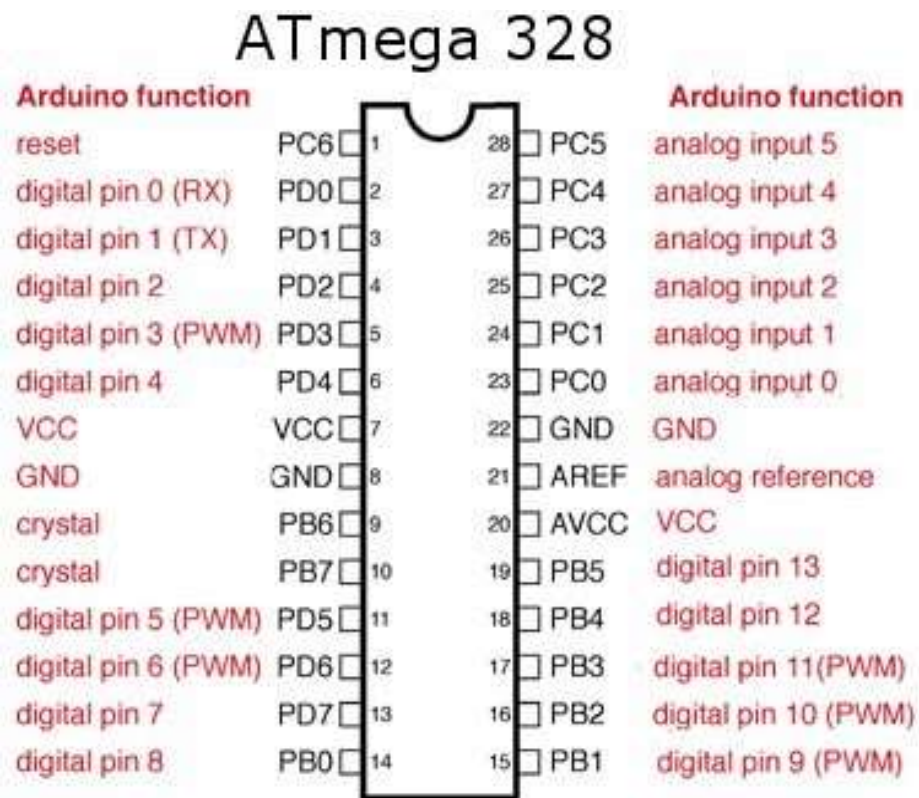 ATmega 328
Arduino function Arduino function
reset PC6 1 28 PC5 analog input 5
digital pin 0 (RX) PD0 2 27 PC4 analog input 4
digital pin 1 (TX) PD1 3 26 PC3 analog input 3
digital pin 2 PD2 4 25 PC2 analog input 2
digital pin 3 (PWM) PD3 5 24 PC1 analog input 1
digital pin 4 PD4 6 23 PC0 analog input 0
VCC VCC 7 22 GND GND
GND GND 8 21 AREF analog reference
crystal PB6 9 20 AVCC VCC
crystal PB7 10 19 PB5 digital pin 13
digital pin 5 (PWM) PD5 11 18 PB4 digital pin 12
digital pin 6 (PWM) PD6 12 17 PB3 digital pin 11(PWM)
digital pin 7 PD7 13 16 PB2 digital pin 10 (PWM)
digital pin 8 PB0 14 15 PB1 digital pin 9 (PWM)